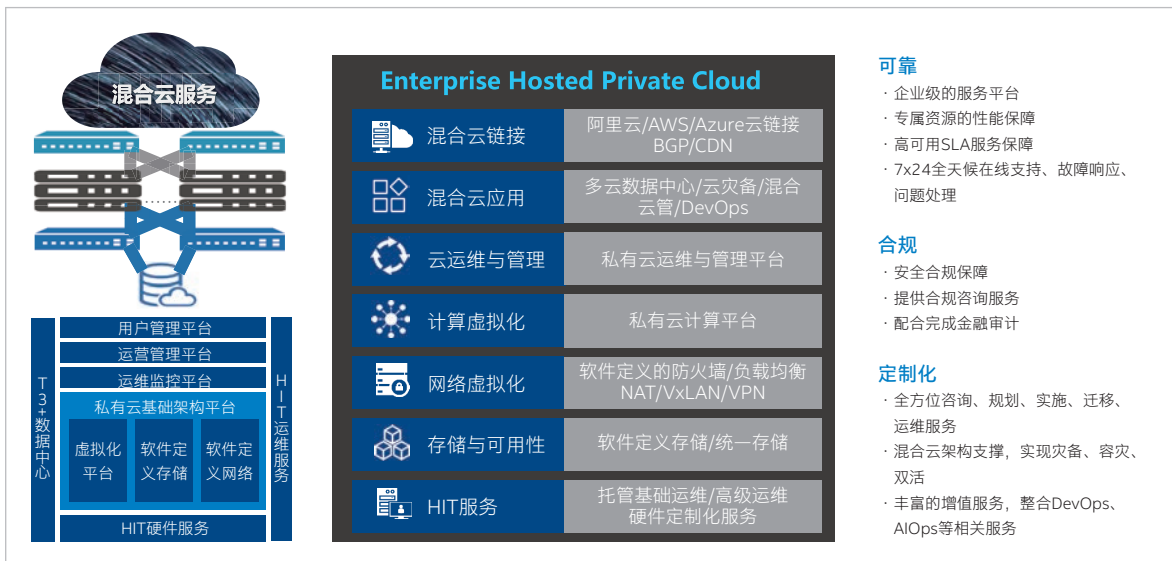 混合云服务
用户管理平台
运营管理平台
运维监控平台
私有云基础架构平台
虚拟化
平台
软件定
义存储
软件定
义网络
HIT硬件服务
T3+数据中心
HIT运维服务
Enterprise Hosted Private Cloud
混合云链接
阿里云/AWS/Azure云链接
BGP/CDN
混合云应用
多云数据中心/云灾备/混合
云管/DevOps
云运维与管理
私有云运维与管理平台
计算虚拟化
私有云计算平台
网络虚拟化
软件定义的防火墙/负载均衡
NAT/VxLAN/VPN
存储与可用性
软件定义存储/统一存储
HIT服务
托管基础运维/高级运维
硬件定制化服务
可靠
· 企业级的服务平台
· 专属资源的性能保障
· 高可用SLA服务保障
· 7x24全天候在线支持、故障响应、
问题处理
合规
· 安全合规保障
· 提供合规咨询服务
· 配合完成金融审计
定制化
· 全方位咨询、规划、实施、迁移、
运维服务
· 混合云架构支撑，实现灾备、容灾、
双活
· 丰富的增值服务，整合DevOps、
AIOps等相关服务